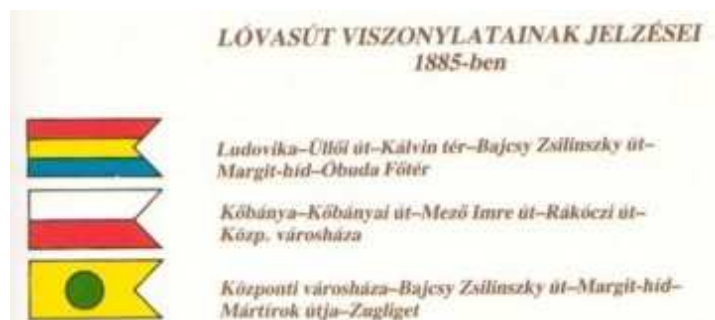 LÓVASÚT VISZONYLATAINAK JELZÉSEI
1885-ben
Ludovika–Üllői út–Kálvin tér–Bajcsy Zsilinszky út–
Margit-híd–Óbuda Főtér
Kőbánya–Kőbányai út–Mező Imre út–Rákóczi út–
Közp. városháza
Központi városháza–Bajcsy Zsilinszky út–Margit-híd–
Mártírok útja–Zugliget